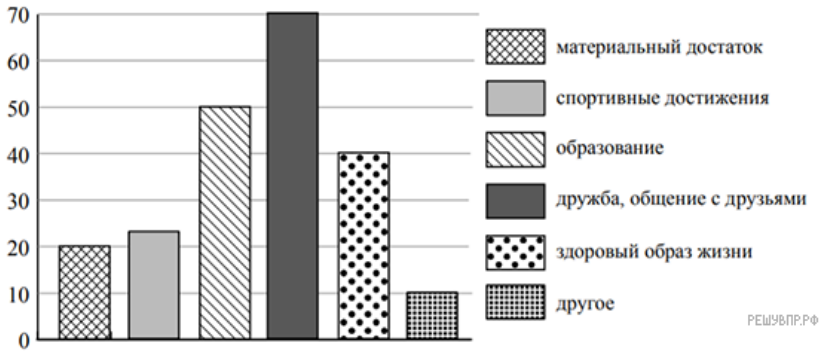 70
60
50
40
30
20
10
0
материальный достаток
спортивные достижения
образование
дружба, общение с друзьями
здоровый образ жизни
другое
РЕШУВПР.РФ